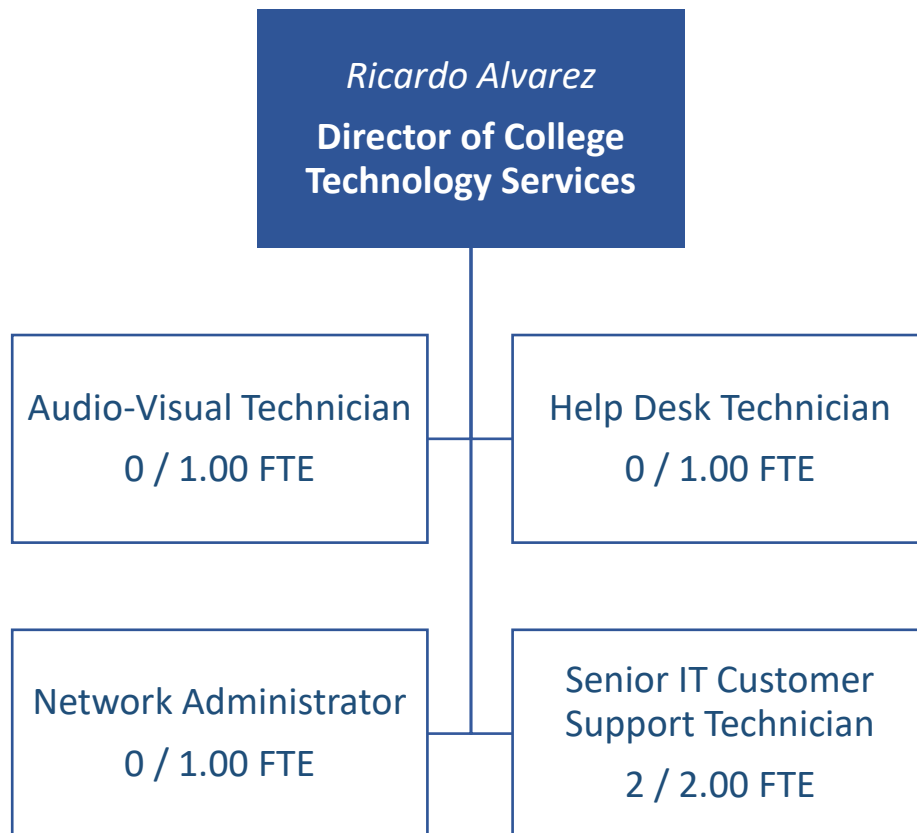 Ricardo Alvarez
Director of College
Technology Services
Audio-Visual Technician
0 / 1.00 FTE
Help Desk Technician
0 / 1.00 FTE
Network Administrator
0 / 1.00 FTE
Senior IT Customer
Support Technician
2 / 2.00 FTE